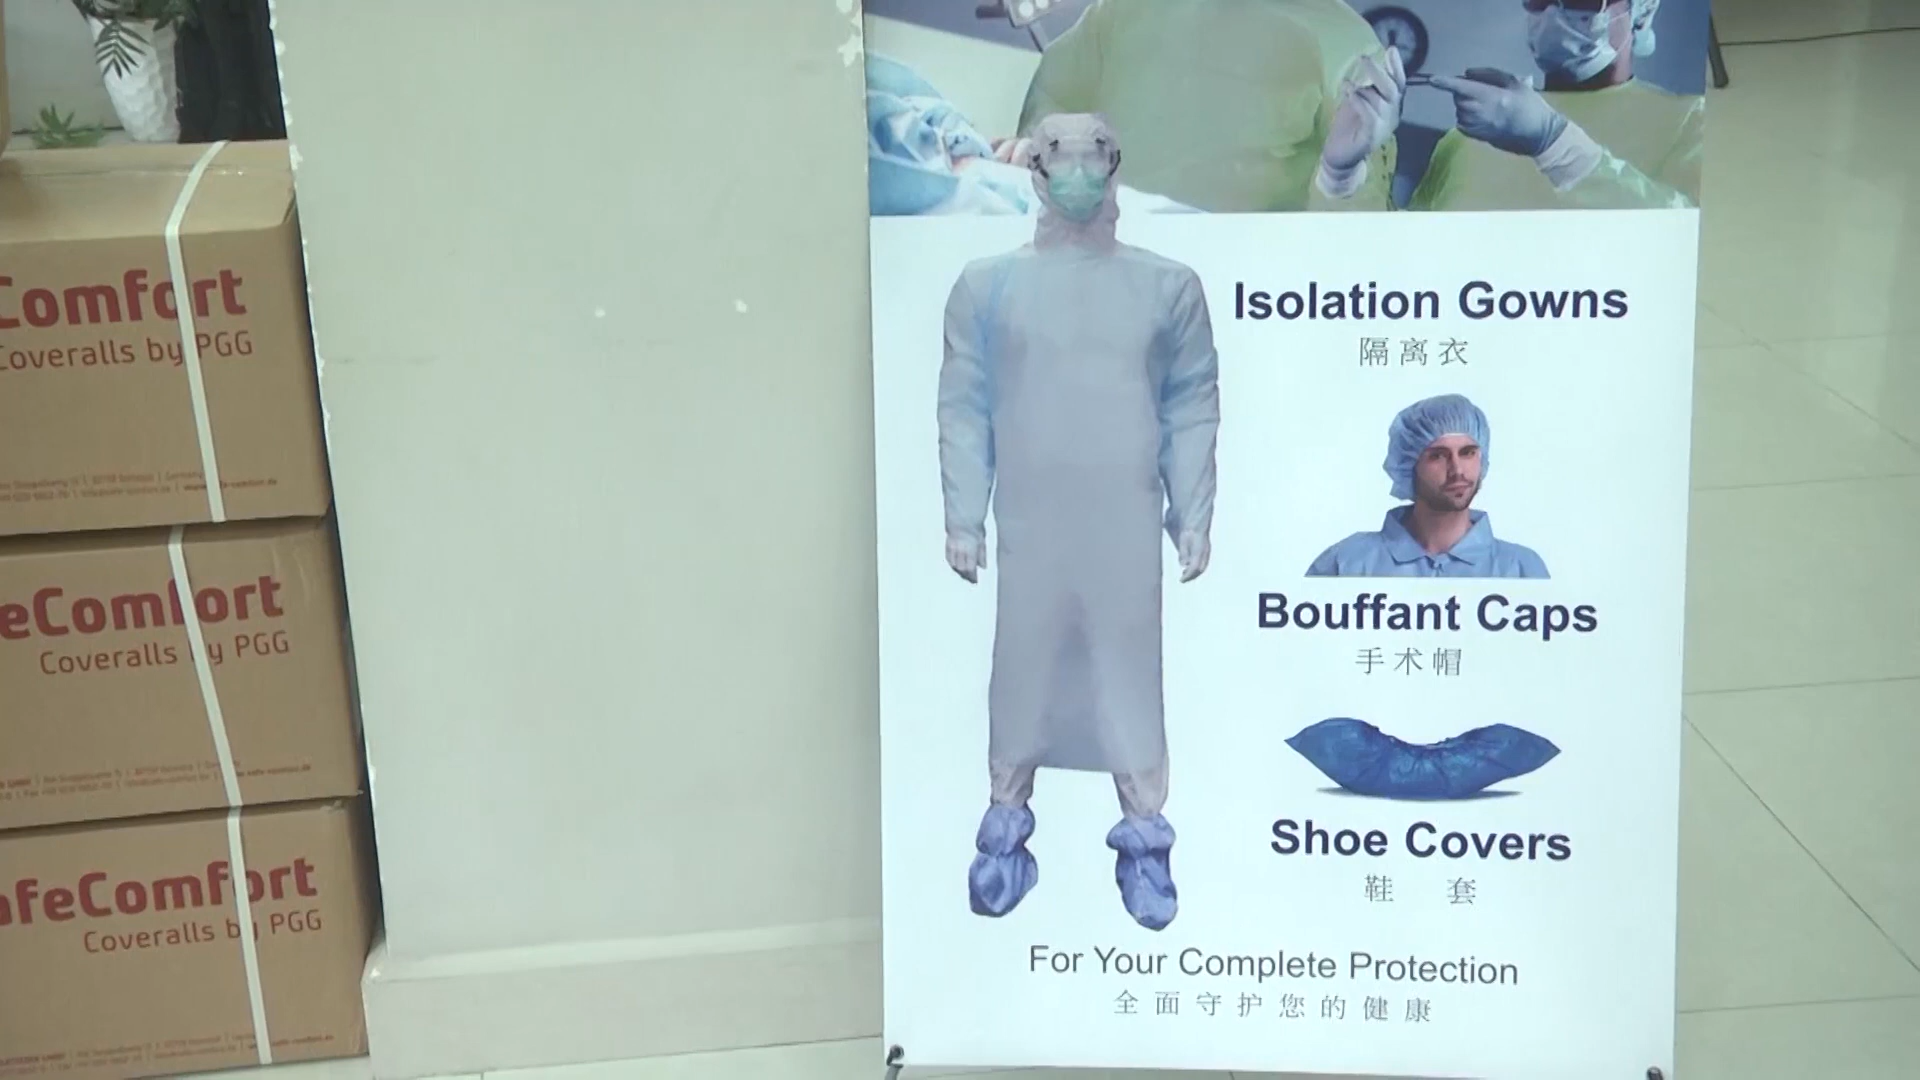 Comfort
Coveralls by PGG
eComfort
Coveralls by PGG
afeComfort
Coveralls by PGG
Isolation Gowns
隔离衣
Bouffant Caps
手术帽
Shoe Covers
鞋 套
For Your Complete Protection
全面守护您的健康